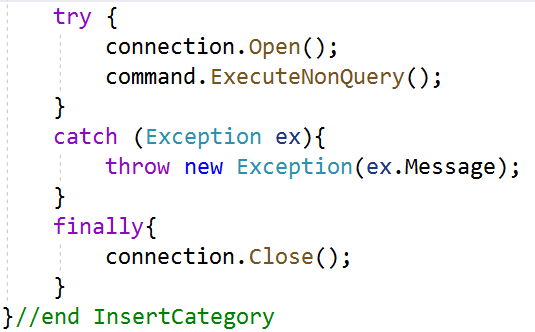 try {
connection.Open();
command.ExecuteNonQuery();
}
catch (Exception ex){
throw new Exception(ex.Message);
}
finally{
connection.Close();
}
}//end InsertCategory